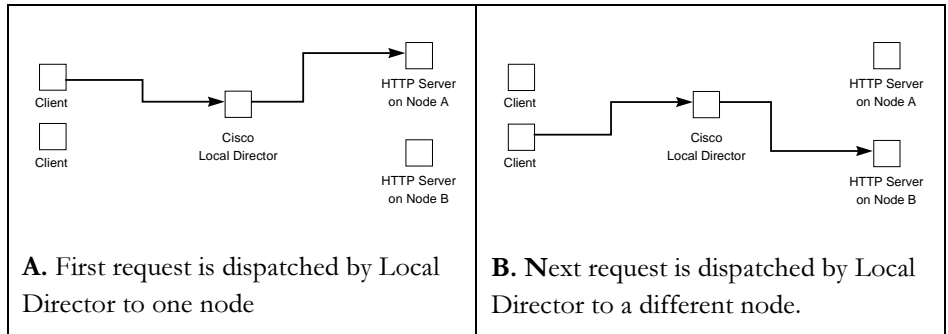 Client
Client
Cisco
Local Director
HTTP Server
on Node A
HTTP Server
on Node B
A. First request is dispatched by Local
Director to one node
Client
Client
Cisco
Local Director
HTTP Server
on Node A
HTTP Server
on Node B
B. Next request is dispatched by Local
Director to a different node.